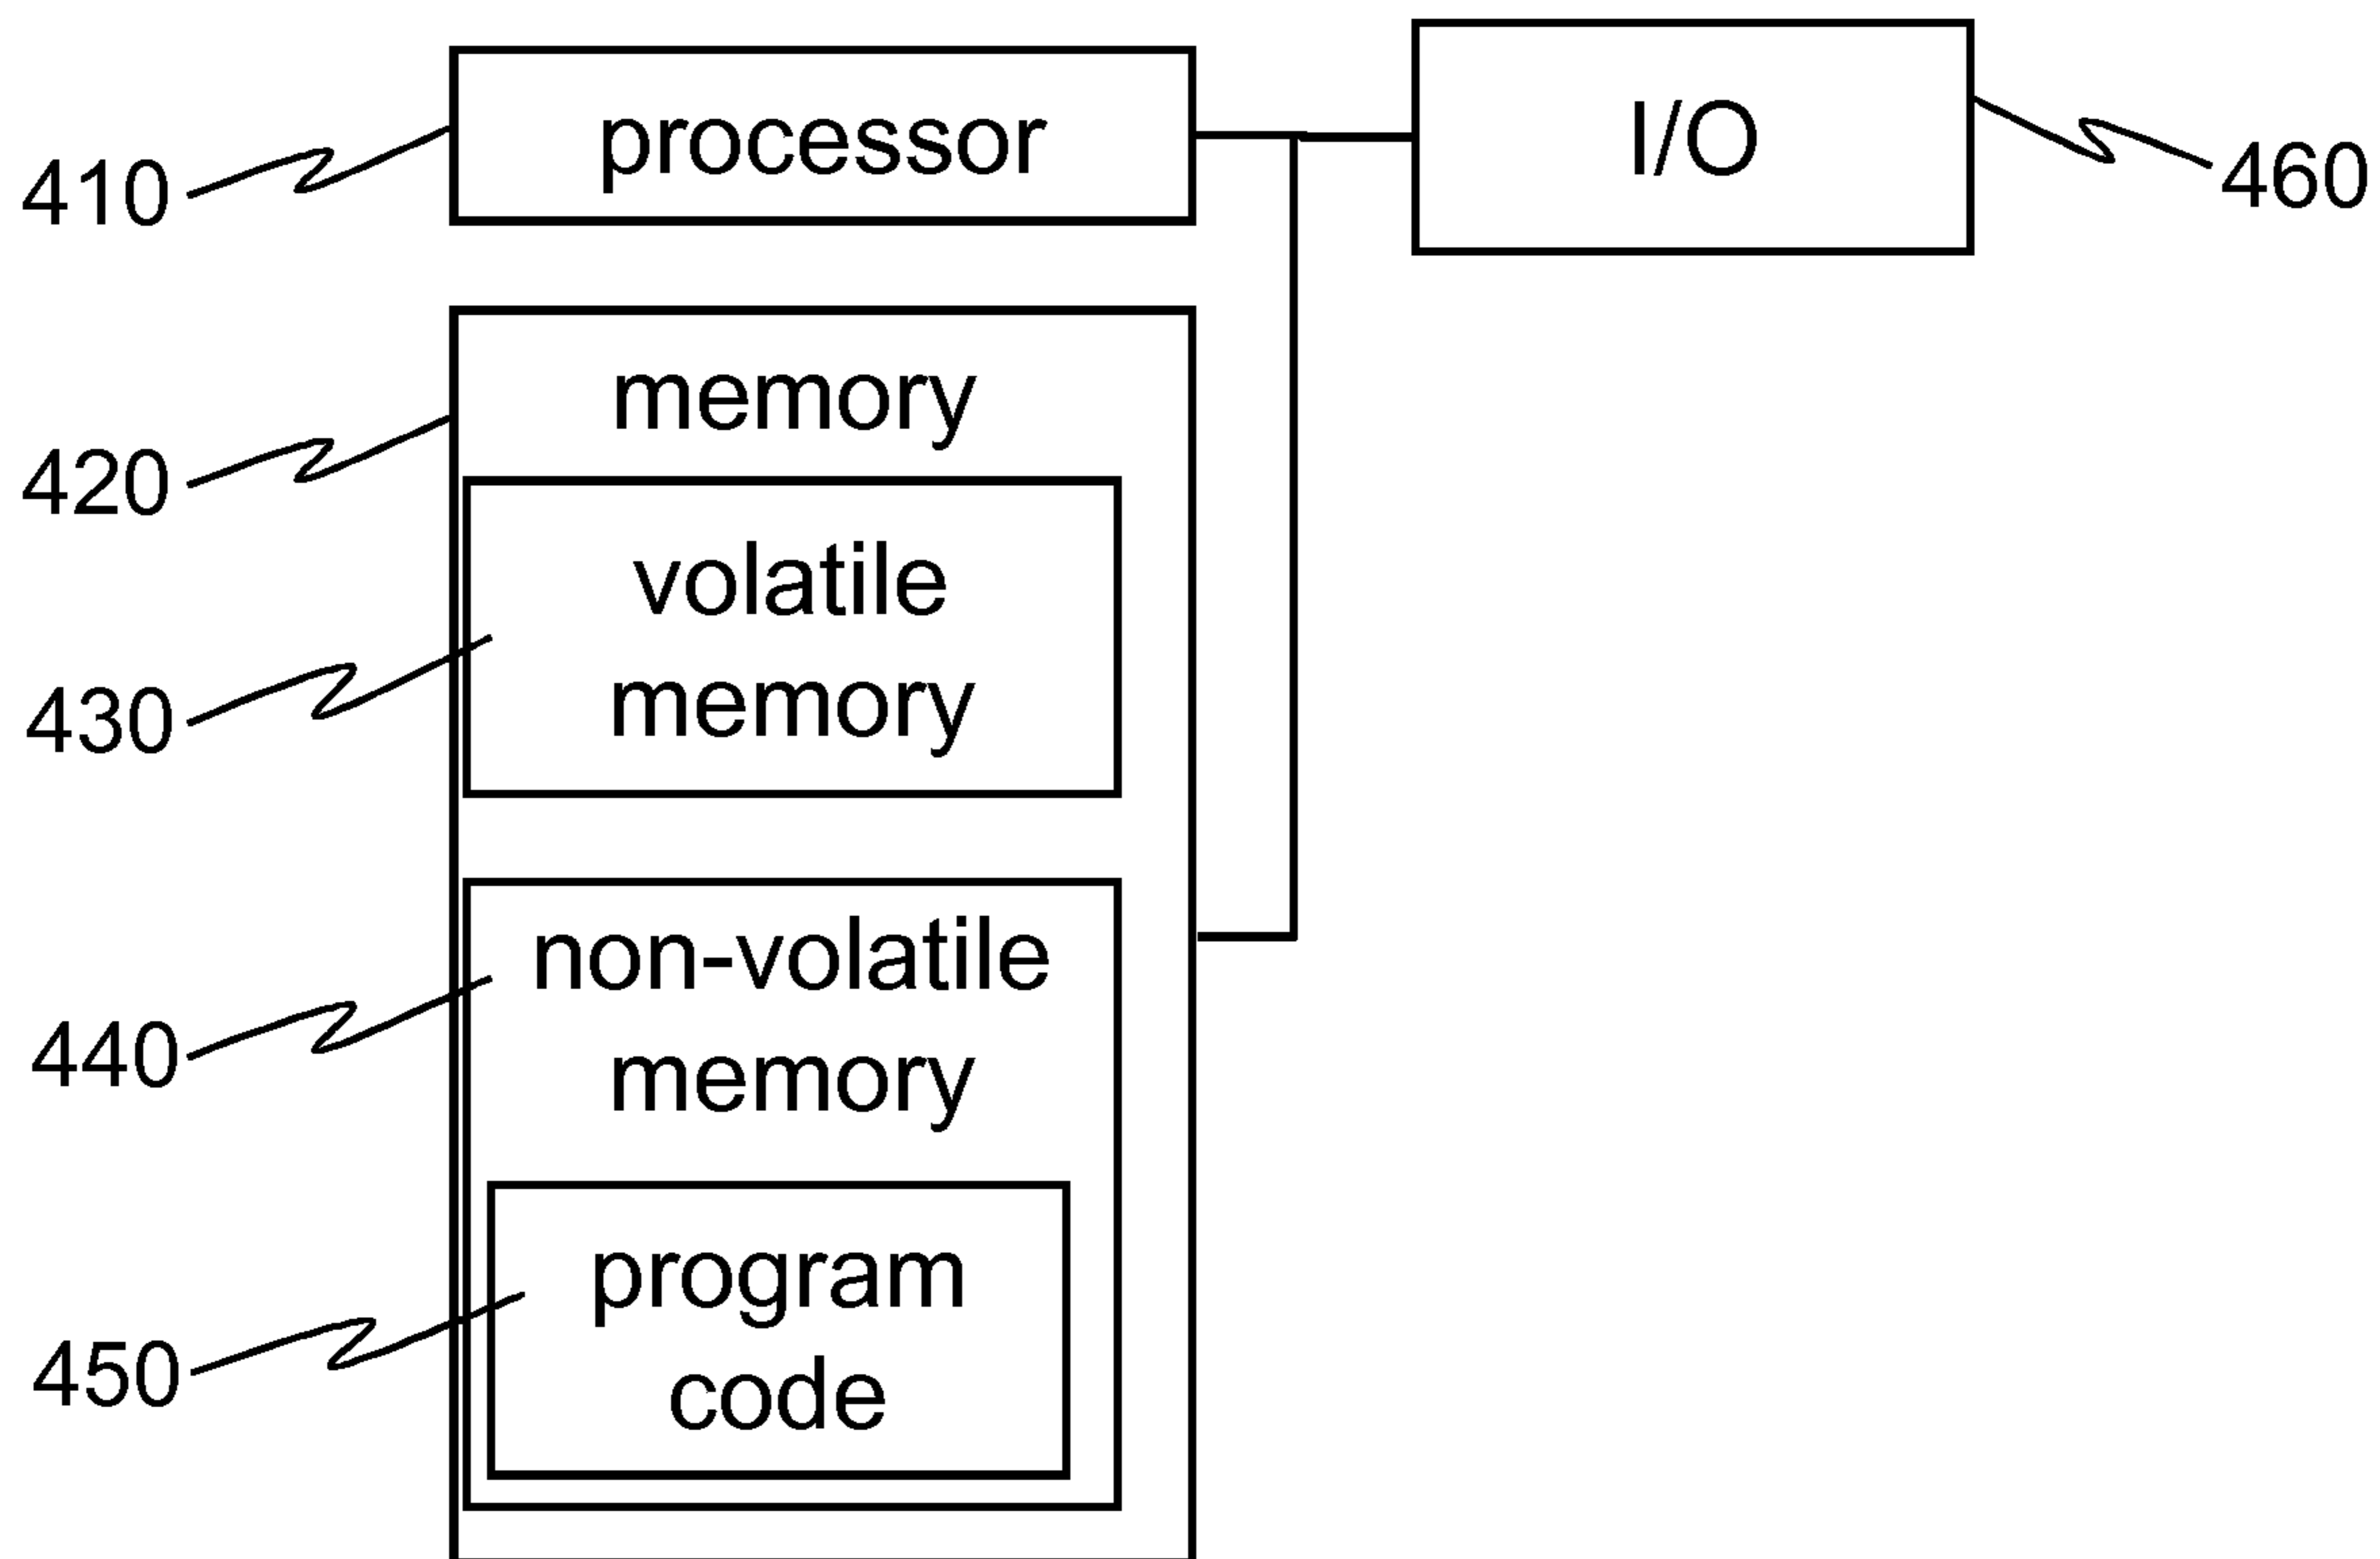 processor
I/O
410
460
memory
420
volatile
memory
430
non-volatile
memory
440
program
code
450